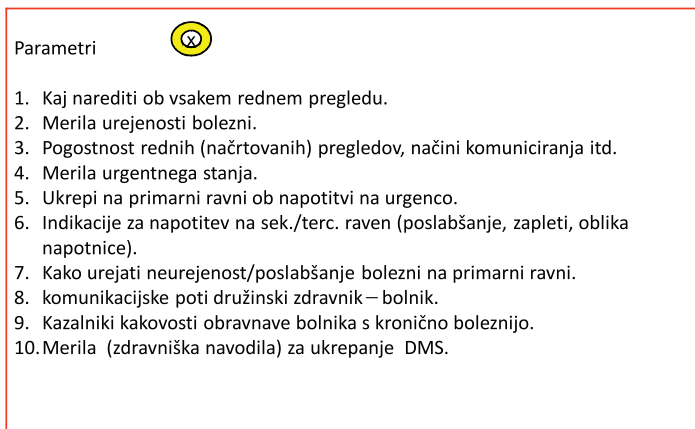 Parametri
x
1. Kaj narediti ob vsakem rednem pregledu.
2. Merila urejenosti bolezni.
3. Pogostnost rednih (načrtovanih) pregledov, načini komuniciranja itd.
4. Merila urgentnega stanja.
5. Ukrepi na primarni ravni ob napotitvi na urgenco.
6. Indikacije za napotitev na sek./terc. raven (poslabšanje, zapleti, oblika
napotnice).
7. Kako urejati neurejenost/poslabšanje bolezni na primarni ravni.
8. komunikacijske poti družinski zdravnik – bolnik.
9. Kazalniki kakovosti obravnave bolnika s kronično boleznijo.
10. Merila (zdravniška navodila) za ukrepanje DMS.